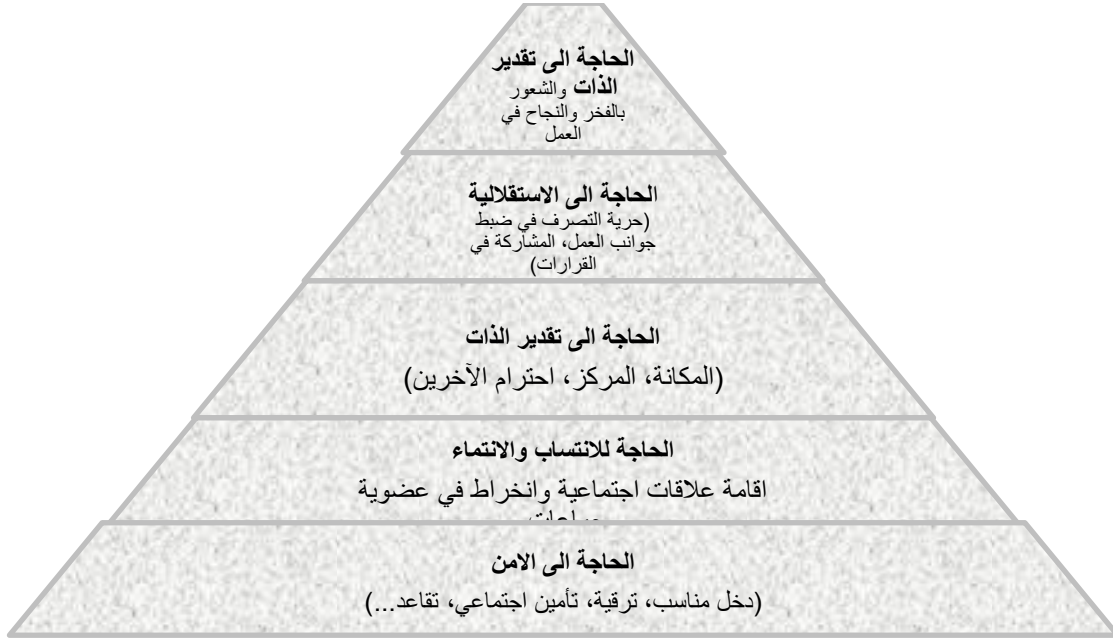 الحاجة الى تقدير
الذات والشعور
بالفخر والنجاح في
العمل
الحاجة الى الاستقلالية
(حرية التصرف في ضبط
جوانب العمل، المشاركة في
القرارات)
الحاجة الى تقدير الذات
(المكانة، المركز، احترام الآخرين)
الحاجة للانتساب والانتماء
اقامة علاقات اجتماعية وانخراط في عضوية
الحاجة الى الامن
(دخل مناسب، ترقية، تأمين اجتماعي، تقاعد...)